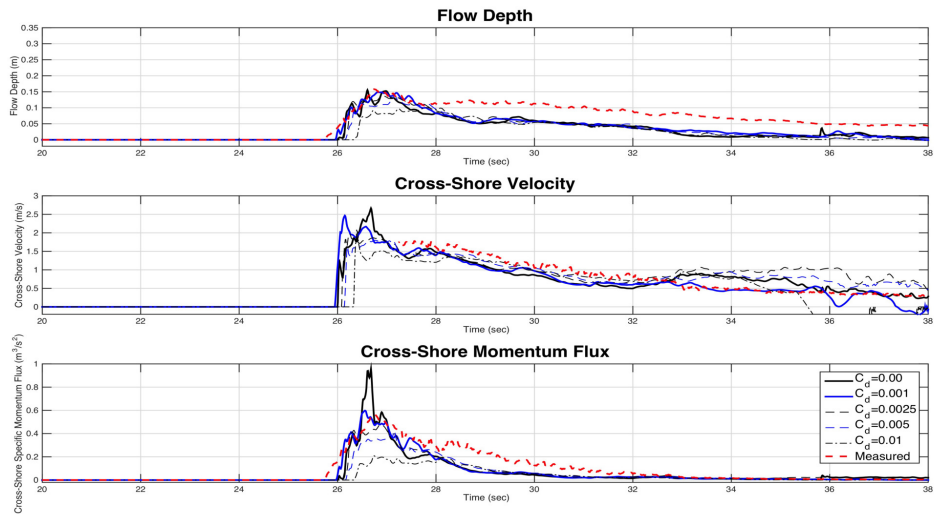 Flow Depth
Flow Depth (m)
0.35
0.3
0.25
0.2
0.15
0.1
0.05
0
20 22 24 26 28 30 32 34 36 38
Time (sec)
Cross-Shore Velocity
Cross-Shore Velocity (m/s)
3
2.5
2
1.5
1
0.5
0
20 22 24 26 28 30 32 34 36 38
Time (sec)
Cross-Shore Momentum Flux
Cross-Shore Specific Momentum Flux (m³/s²)
1
0.8
0.6
0.4
0.2
0
20 22 24 26 28 30 32 34 36 38
Time (sec)
C_d=0.00
C_d=0.001
C_d=0.0025
C_d=0.005
C_d=0.01
Measured